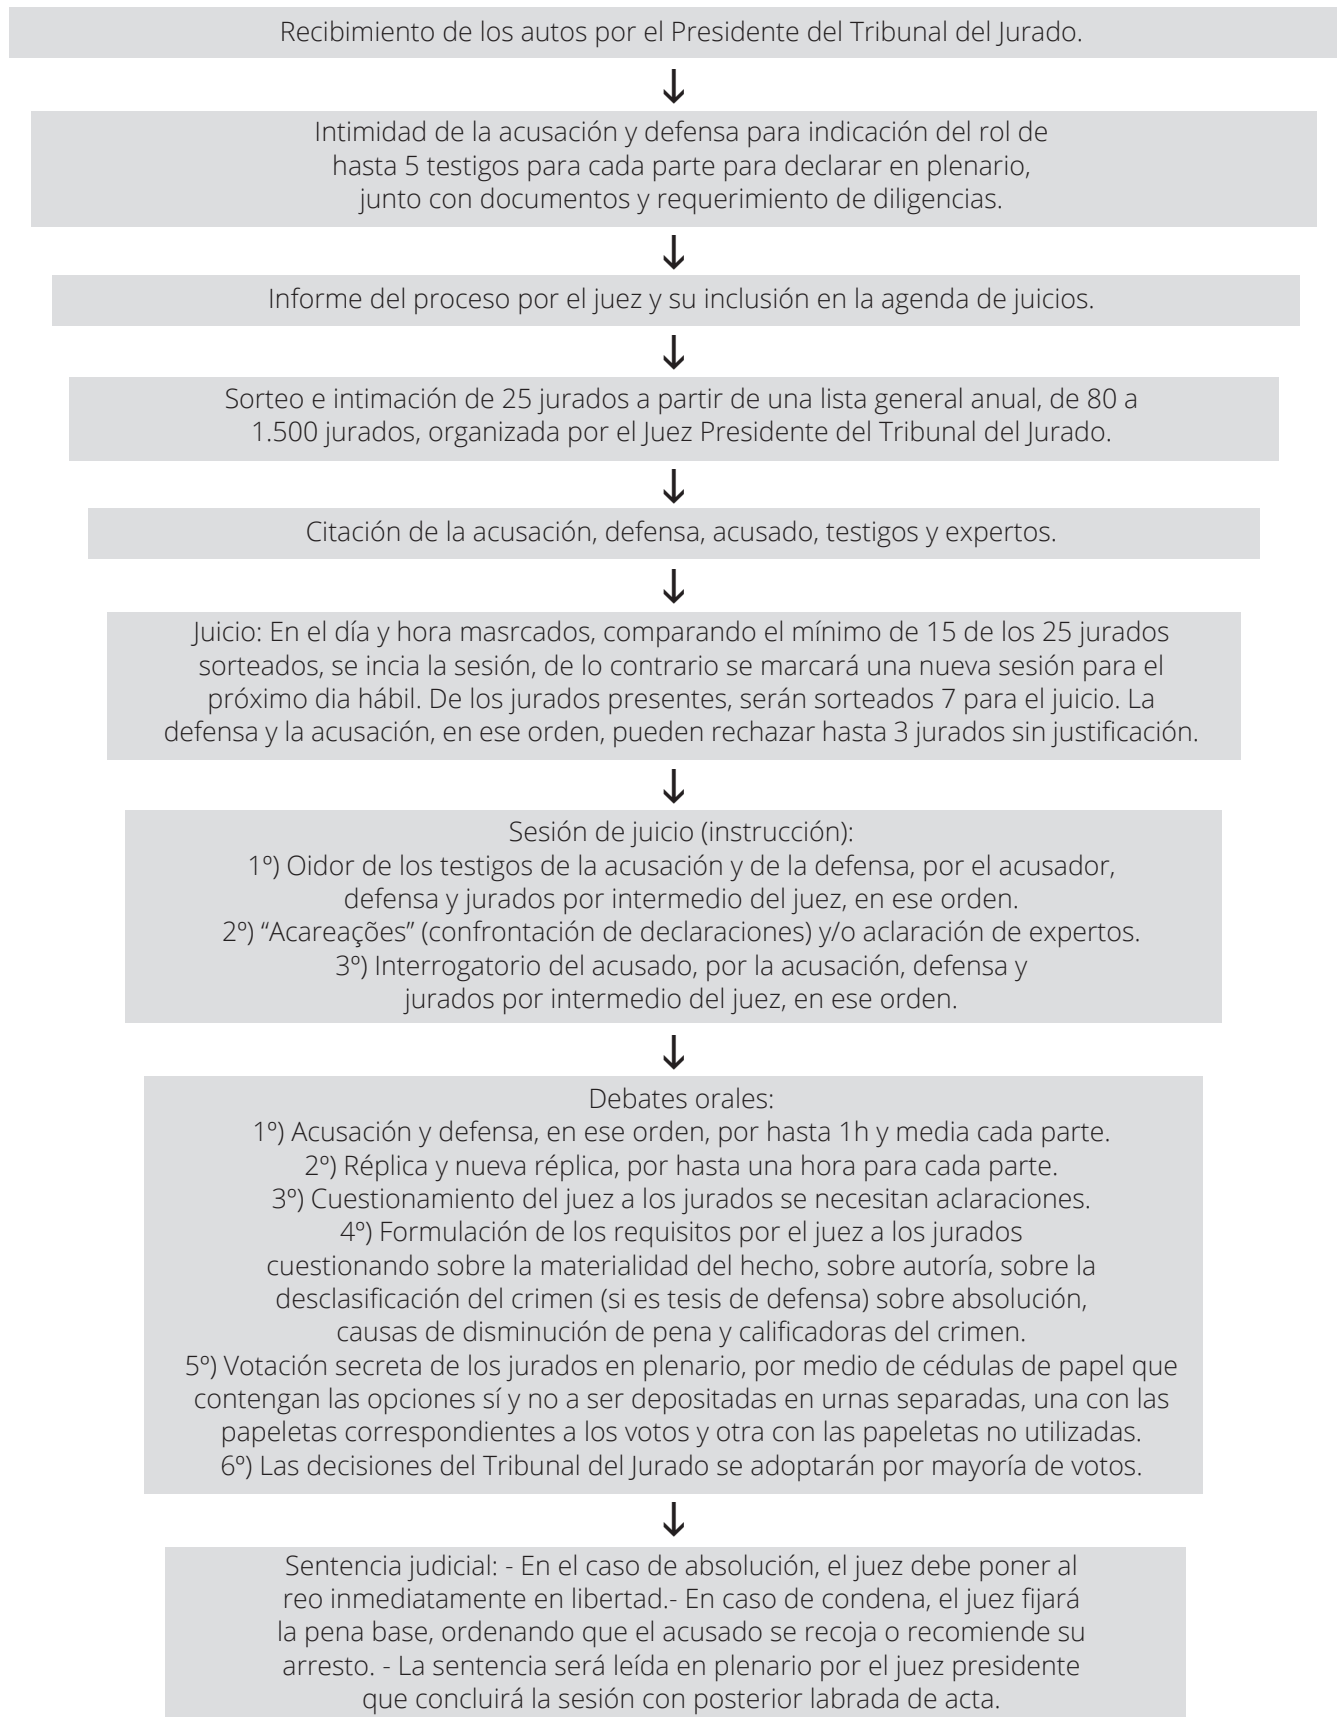 Recibimiento de los autos por el Presidente del Tribunal del Jurado.
↓
Intimidad de la acusación y defensa para indicación del rol de
hasta 5 testigos para cada parte para declarar en plenario,
junto con documentos y requerimiento de diligencias.
↓
Informe del proceso por el juez y su inclusión en la agenda de juicios.
↓
Sorteo e intimación de 25 jurados a partir de una lista general anual, de 80 a
1.500 jurados, organizada por el Juez Presidente del Tribunal del Jurado.
↓
Citación de la acusación, defensa, acusado, testigos y expertos.
↓
Juicio: En el día y hora masrcados, comparando el mínimo de 15 de los 25 jurados
sorteados, se incia la sesión, de lo contrario se marcará una nueva sesión para el
próximo dia hábil. De los jurados presentes, serán sorteados 7 para el juicio. La
defensa y la acusación, en ese orden, pueden rechazar hasta 3 jurados sin justificación.
↓
Sesión de juicio (instrucción):
1º) Oidor de los testigos de la acusación y de la defensa, por el acusador,
defensa y jurados por intermedio del juez, en ese orden.
2º) “Acareações” (confrontación de declaraciones) y/o aclaración de expertos.
3º) Interrogatorio del acusado, por la acusación, defensa y
jurados por intermedio del juez, en ese orden.
↓
Debates orales:
1º) Acusación y defensa, en ese orden, por hasta 1h y media cada parte.
2º) Réplica y nueva réplica, por hasta una hora para cada parte.
3º) Cuestionamiento del juez a los jurados se necesitan aclaraciones.
4º) Formulación de los requisitos por el juez a los jurados
cuestionando sobre la materialidad del hecho, sobre autoría, sobre la
desclasificación del crimen (si es tesis de defensa) sobre absolución,
causas de disminución de pena y calificadoras del crimen.
5º) Votación secreta de los jurados en plenario, por medio de cédulas de papel que
contengan las opciones sí y no a ser depositadas en urnas separadas, una con las
papeletas correspondientes a los votos y otra con las papeletas no utilizadas.
6º) Las decisiones del Tribunal del Jurado se adoptarán por mayoría de votos.
↓
Sentencia judicial: - En el caso de absolución, el juez debe poner al
reo inmediatamente en libertad.- En caso de condena, el juez fijará
la pena base, ordenando que el acusado se recoja o recomiende su
arresto. - La sentencia será leída en plenario por el juez presidente
que concluirá la sesión con posterior labrada de acta.